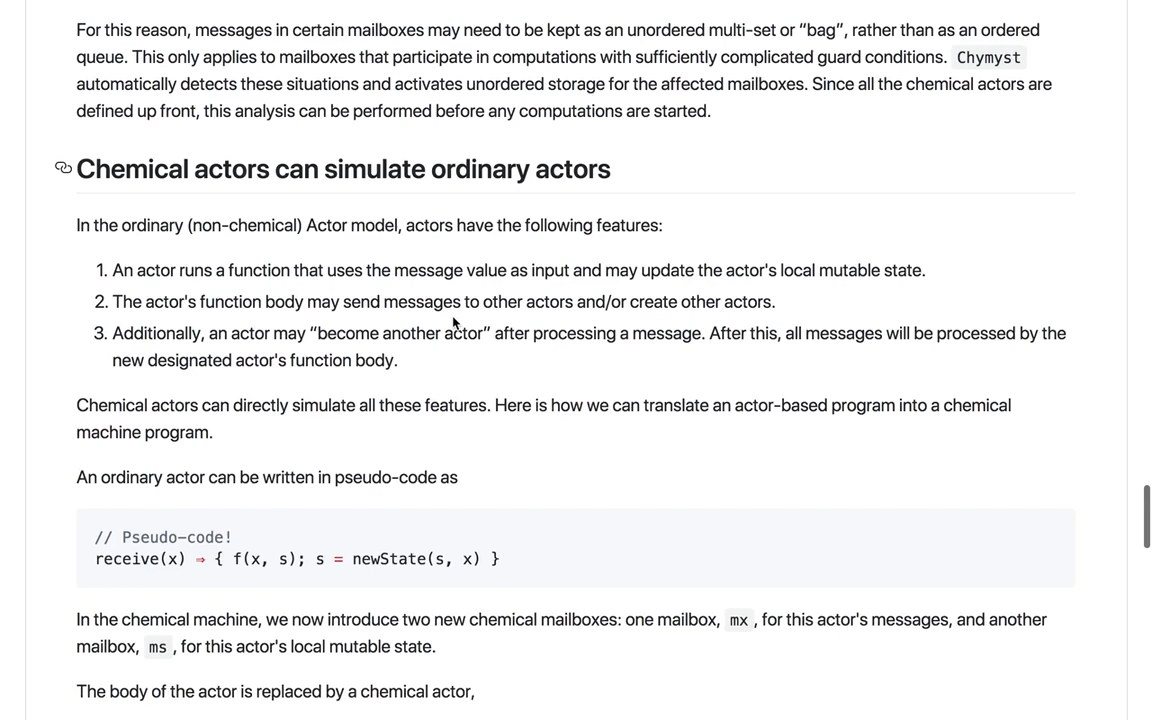 For this reason, messages in certain mailboxes may need to be kept as an unordered multi-set or “bag”, rather than as an ordered
queue. This only applies to mailboxes that participate in computations with sufficiently complicated guard conditions. Chymyst
automatically detects these situations and activates unordered storage for the affected mailboxes. Since all the chemical actors are
defined up front, this analysis can be performed before any computations are started.
Chemical actors can simulate ordinary actors
In the ordinary (non-chemical) Actor model, actors have the following features:
1. An actor runs a function that uses the message value as input and may update the actor's local mutable state.
2. The actor's function body may send messages to other actors and/or create other actors.
3. Additionally, an actor may “become another actor” after processing a message. After this, all messages will be processed by the
new designated actor's function body.
Chemical actors can directly simulate all these features. Here is how we can translate an actor-based program into a chemical
machine program.
An ordinary actor can be written in pseudo-code as
// Pseudo-code!
receive(x) ⇒ { f(x, s); s = newState(s, x) }
In the chemical machine, we now introduce two new chemical mailboxes: one mailbox, mx , for this actor's messages, and another
mailbox, ms , for this actor's local mutable state.
The body of the actor is replaced by a chemical actor,